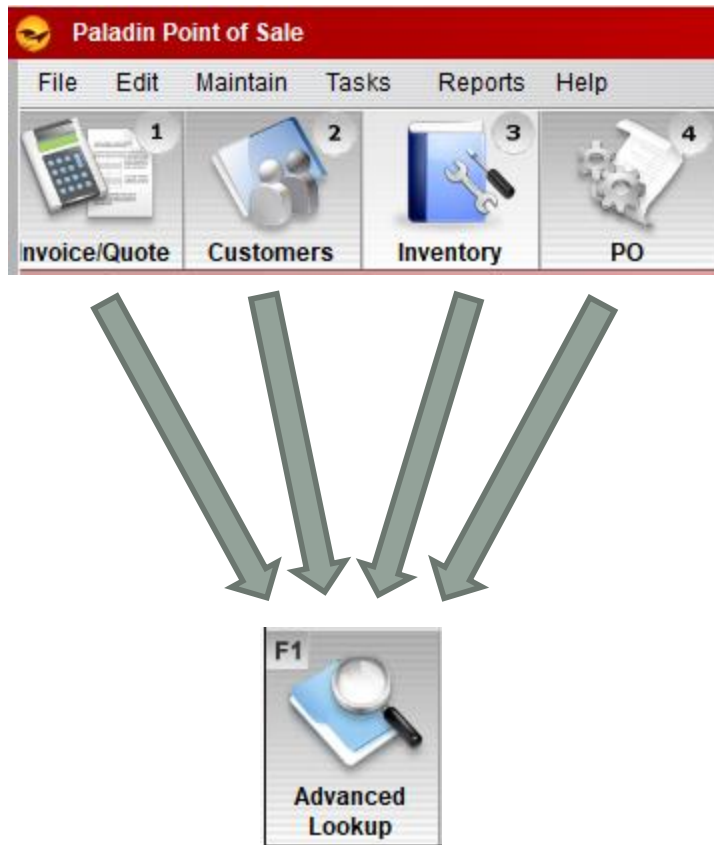 Paladin Point of Sale
File Edit Maintain Tasks Reports Help
1 2 3 4
nvoice/Quote Customers Inventory PO
F1
Advanced
Lookup